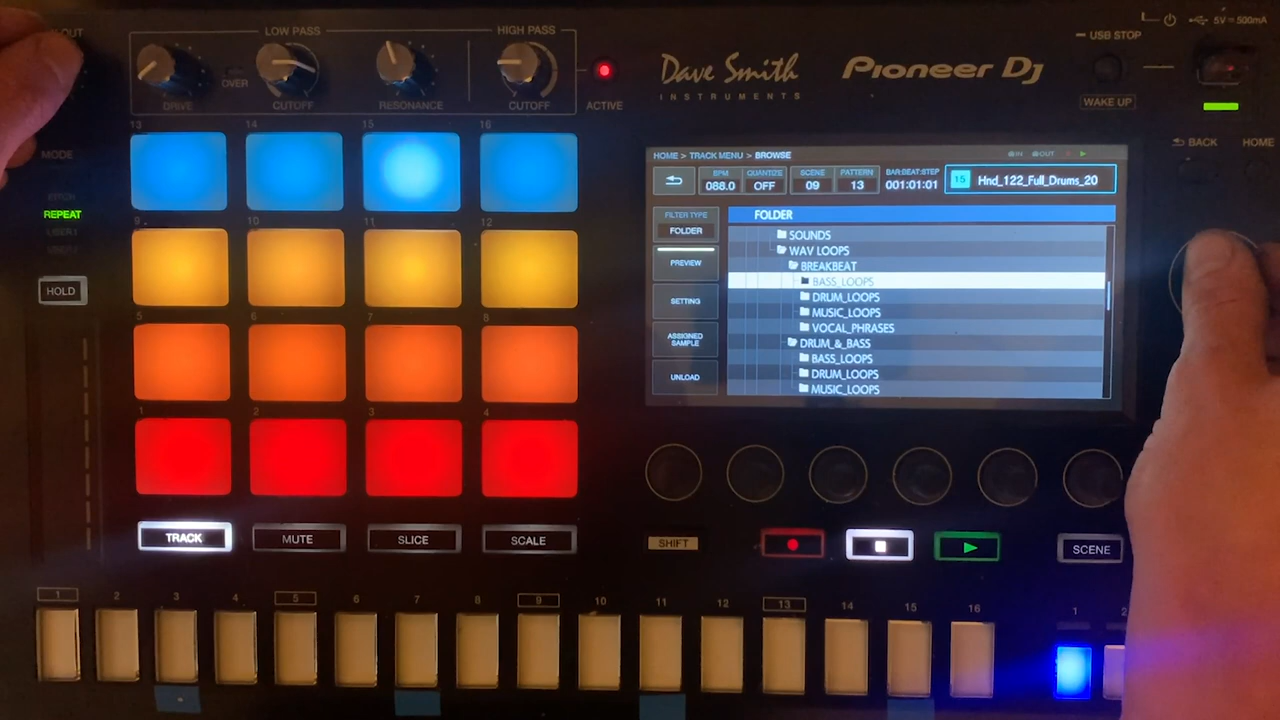 LOW PASS
HIGH PASS
DRIVE
OVER
CUTOFF
RESONANCE
CUTOFF
ACTIVE
Dave Smith
INSTRUMENTS
Pioneer Dj
5V⎓500mA
USB STOP
WAKE UP
BACK
HOME
MODE
REPEAT
HOLD
13 14 15 16
9 10 11 12
5 6 7 8
1 2 3 4
HOME > TRACK MENU > BROWSE
IN OUT
BPM
088.0
QUANTIZE
OFF
SCENE
09
PATTERN
13
BAR:BEAT:STEP
001:01:01
15 Hnd_122_Full_Drums_20
FILTER TYPE
FOLDER
PREVIEW
SETTING
ASSIGNED
SAMPLE
UNLOAD
FOLDER
SOUNDS
WAV LOOPS
BREAKBEAT
BASS_LOOPS
DRUM_LOOPS
MUSIC_LOOPS
VOCAL_PHRASES
DRUM_&_BASS
BASS_LOOPS
DRUM_LOOPS
MUSIC_LOOPS
TRACK MUTE SLICE SCALE
SHIFT
SCENE
1 2 3 4 5 6 7 8 9 10 11 12 13 14 15 16
1 2